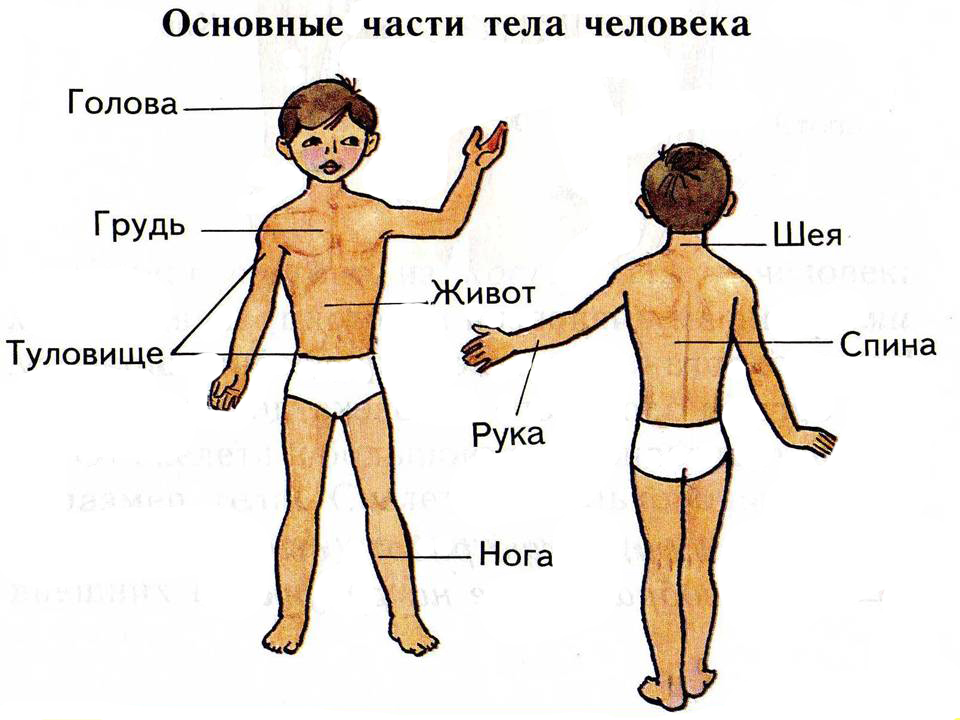 Основные части тела человека
Голова
Грудь
Шея
Живот
Туловище
Спина
Рука
Нога